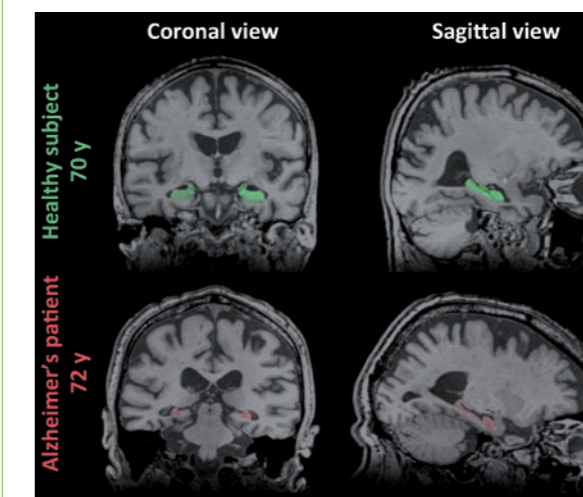 Coronal view
Sagittal view
Healthy subject
70 y
Alzheimer's patient
72 y